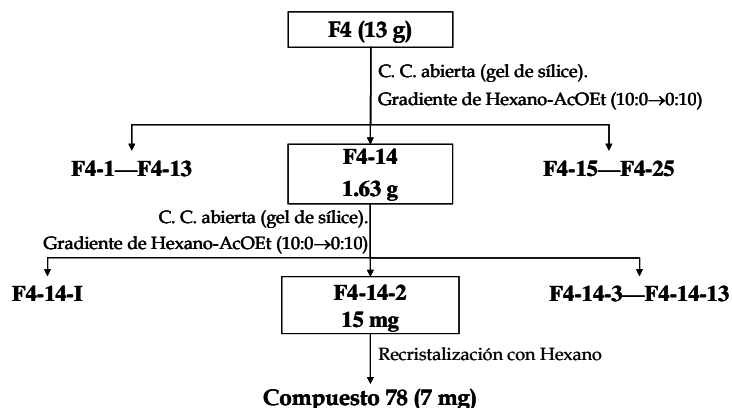 F4 (13 g)
C. C. abierta (gel de sílice).
Gradiente de Hexano-AcOEt (10:0→0:10)
F4-1—F4-13
F4-14
1.63 g
F4-15—F4-25
C. C. abierta (gel de sílice).
Gradiente de Hexano-AcOEt (10:0→0:10)
F4-14-I
F4-14-2
15 mg
F4-14-3—F4-14-13
Recristalización con Hexano
Compuesto 78 (7 mg)